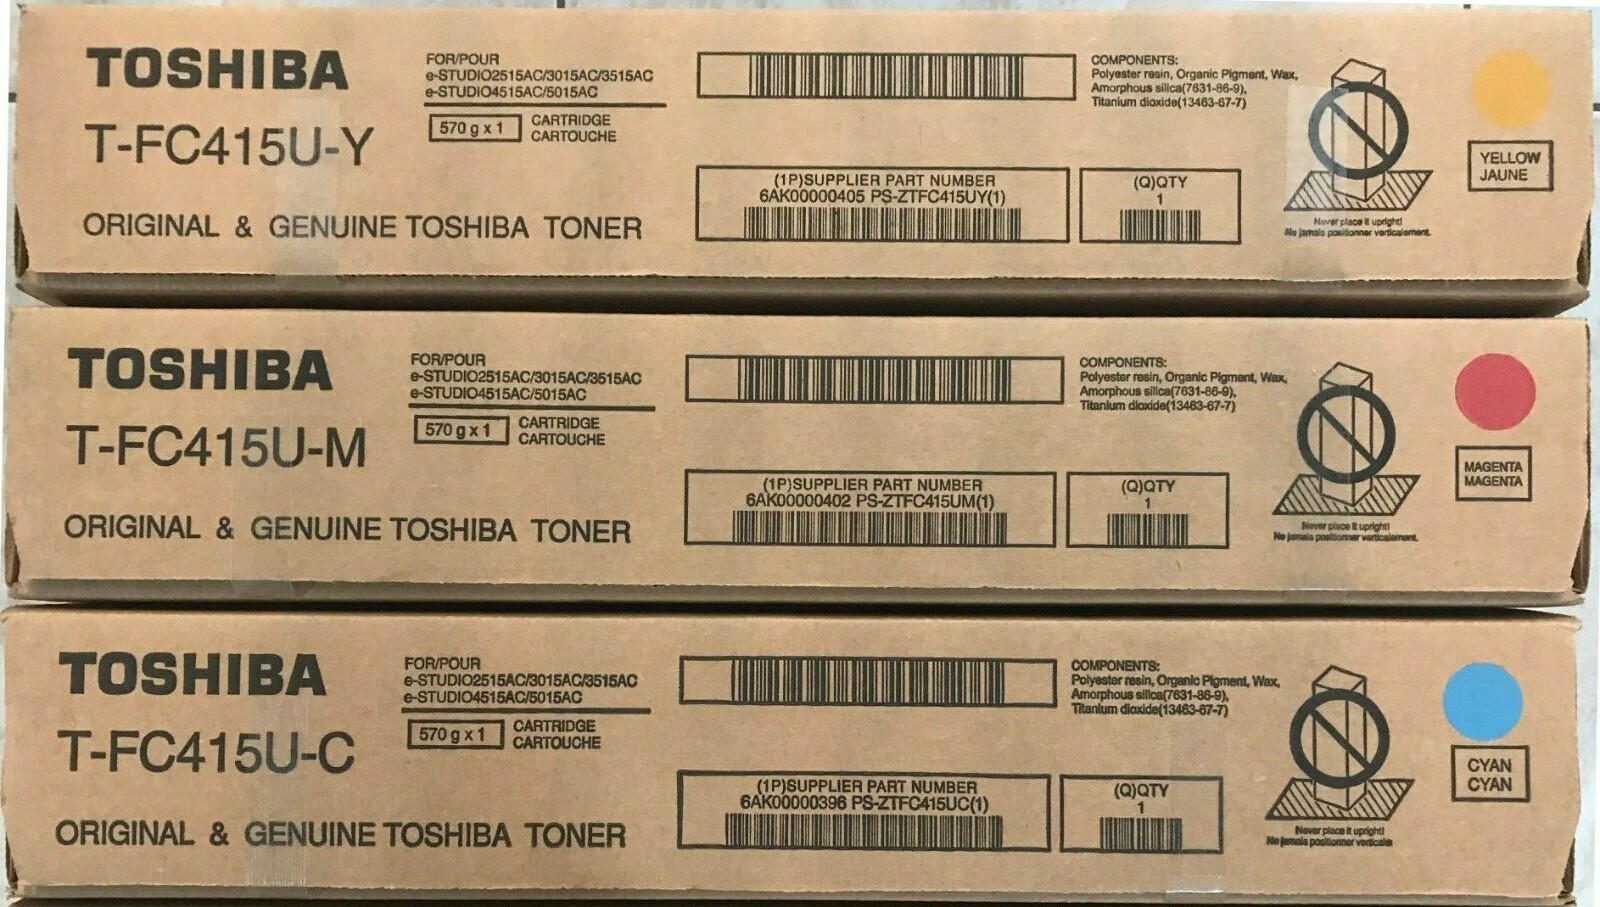 TOSHIBA
T-FC415U-Y
ORIGINAL & GENUINE TOSHIBA TONER
FOR/POUR
e-STUDIO2515AC/3015AC/3515AC
e-STUDIO4515AC/5015AC
570 g x 1
CARTRIDGE
CARTOUCHE
(1P)SUPPLIER PART NUMBER
6AK00000405 PS-ZTFC415UY(1)
(Q)QTY
1
COMPONENTS:
Polyester resin, Organic Pigment, Wax,
Amorphous silica(7631-86-9),
Titanium dioxide(13463-67-7)
Never place it upright!
Ne jamais positionner verticalement.
YELLOW
JAUNE
TOSHIBA
T-FC415U-M
ORIGINAL & GENUINE TOSHIBA TONER
FOR/POUR
e-STUDIO2515AC/3015AC/3515AC
e-STUDIO4515AC/5015AC
570 g x 1
CARTRIDGE
CARTOUCHE
(1P)SUPPLIER PART NUMBER
6AK00000402 PS-ZTFC415UM(1)
(Q)QTY
1
COMPONENTS:
Polyester resin, Organic Pigment, Wax,
Amorphous silica(7631-86-9),
Titanium dioxide(13463-67-7)
Never place it upright!
Ne jamais positionner verticalement.
MAGENTA
MAGENTA
TOSHIBA
T-FC415U-C
ORIGINAL & GENUINE TOSHIBA TONER
FOR/POUR
e-STUDIO2515AC/3015AC/3515AC
e-STUDIO4515AC/5015AC
570 g x 1
CARTRIDGE
CARTOUCHE
(1P)SUPPLIER PART NUMBER
6AK00000396 PS-ZTFC415UC(1)
(Q)QTY
1
COMPONENTS:
Polyester resin, Organic Pigment, Wax,
Amorphous silica(7631-86-9),
Titanium dioxide(13463-67-7)
Never place it upright!
Ne jamais positionner verticale
CYAN
CYAN